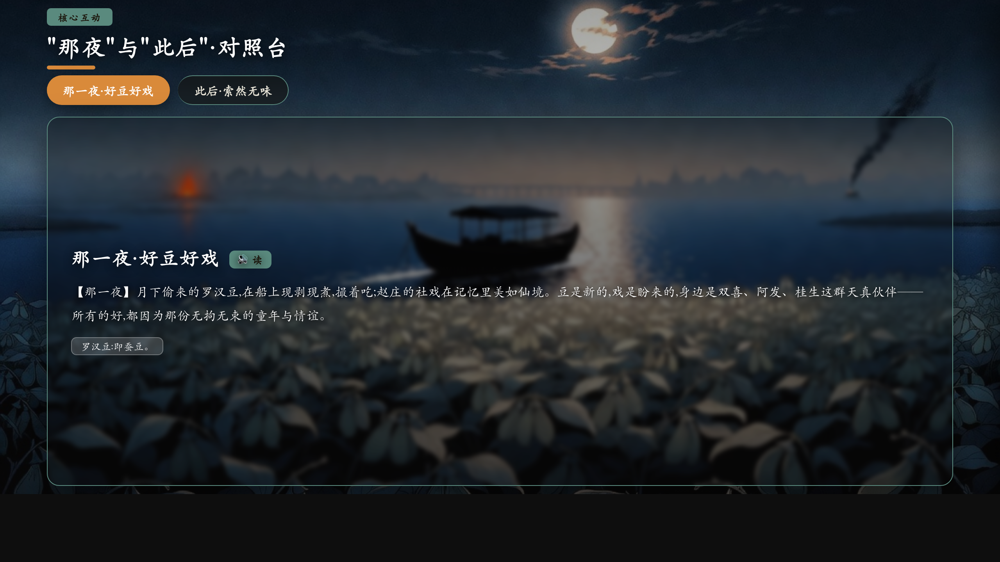 核心互动
"那夜"与"此后"·对照台
那一夜·好豆好戏
此后·索然无味
那一夜·好豆好戏
读
【那一夜】月下偷来的罗汉豆,在船上现剥现煮,撮着吃;赵庄的社戏在记忆里美如仙境。豆是新的,戏是盼来的,身边是双喜、阿发、桂生这群天真伙伴——
所有的好,都因为那份无拘无束的童年与情谊。
罗汉豆:即蚕豆。